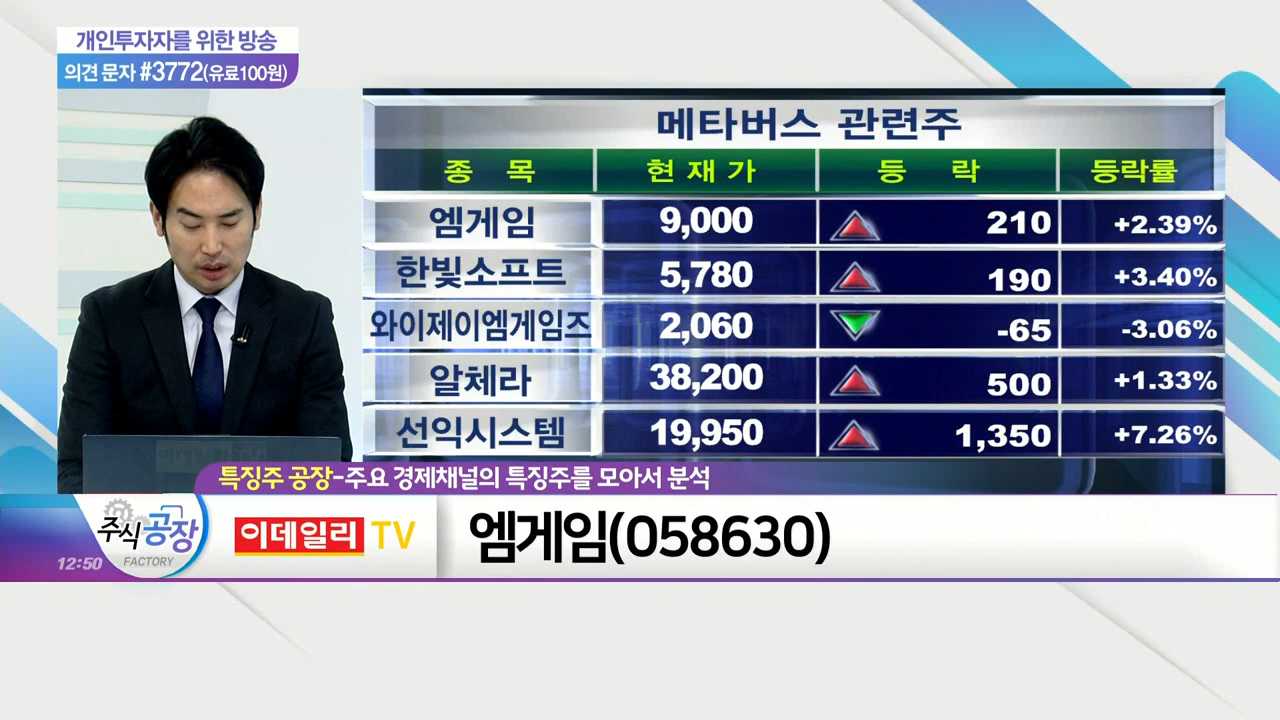 개인투자자를 위한 방송
의견 문자 #3772(유료100원)
메타버스 관련주
종 목 현 재 가 등 락 등락률
엠게임 9,000 210 +2.39%
한빛소프트 5,780 190 +3.40%
와이제이엠게임즈 2,060 -65 -3.06%
알체라 38,200 500 +1.33%
선익시스템 19,950 1,350 +7.26%
특징주 공장-주요 경제채널의 특징주를 모아서 분석
주식공장
FACTORY
12:50
이데일리 TV
엠게임(058630)